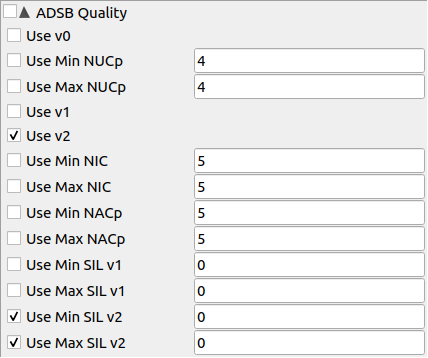 ADSB Quality
Use v0
Use Min NUCp 4
Use Max NUCp 4
Use v1
Use v2
Use Min NIC 5
Use Max NIC 5
Use Min NACp 5
Use Max NACp 5
Use Min SIL v1 0
Use Max SIL v1 0
Use Min SIL v2 0
Use Max SIL v2 0